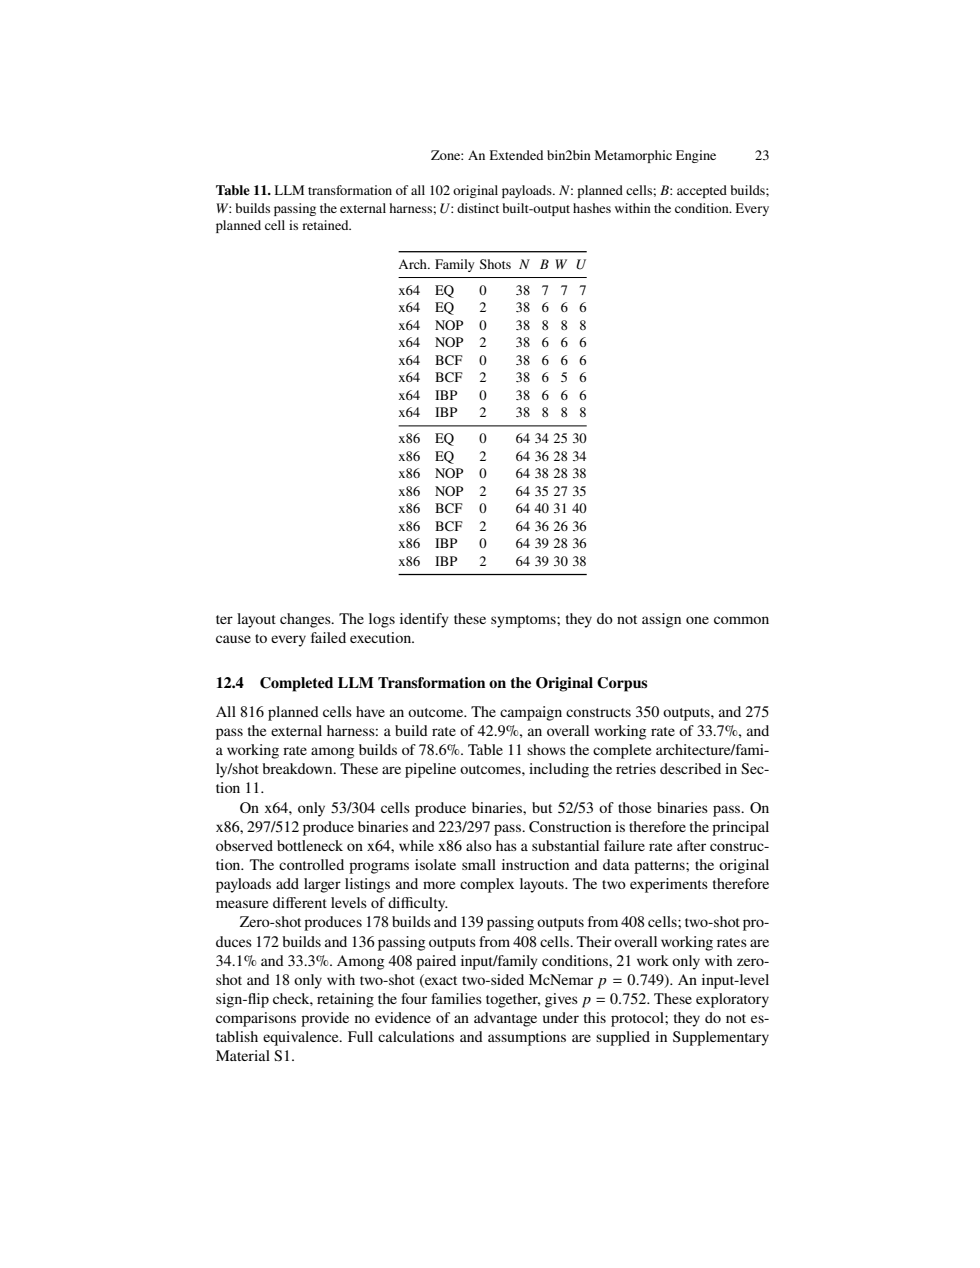 Zone: An Extended bin2bin Metamorphic Engine 23
Table 11. LLM transformation of all 102 original payloads. N: planned cells; B: accepted builds;
W: builds passing the external harness; U: distinct built-output hashes within the condition. Every
planned cell is retained.
Arch. Family Shots N B W U
x64 EQ 0 38 7 7 7
x64 EQ 2 38 6 6 6
x64 NOP 0 38 8 8 8
x64 NOP 2 38 6 6 6
x64 BCF 0 38 6 6 6
x64 BCF 2 38 6 5 6
x64 IBP 0 38 6 6 6
x64 IBP 2 38 8 8 8
x86 EQ 0 64 34 25 30
x86 EQ 2 64 36 28 34
x86 NOP 0 64 38 28 38
x86 NOP 2 64 35 27 35
x86 BCF 0 64 40 31 40
x86 BCF 2 64 36 26 36
x86 IBP 0 64 39 28 36
x86 IBP 2 64 39 30 38
ter layout changes. The logs identify these symptoms; they do not assign one common
cause to every failed execution.
12.4 Completed LLM Transformation on the Original Corpus
All 816 planned cells have an outcome. The campaign constructs 350 outputs, and 275
pass the external harness: a build rate of 42.9%, an overall working rate of 33.7%, and
a working rate among builds of 78.6%. Table 11 shows the complete architecture/fami-
ly/shot breakdown. These are pipeline outcomes, including the retries described in Sec-
tion 11.
On x64, only 53/304 cells produce binaries, but 52/53 of those binaries pass. On
x86, 297/512 produce binaries and 223/297 pass. Construction is therefore the principal
observed bottleneck on x64, while x86 also has a substantial failure rate after construc-
tion. The controlled programs isolate small instruction and data patterns; the original
payloads add larger listings and more complex layouts. The two experiments therefore
measure different levels of difficulty.
Zero-shot produces 178 builds and 139 passing outputs from 408 cells; two-shot pro-
duces 172 builds and 136 passing outputs from 408 cells. Their overall working rates are
34.1% and 33.3%. Among 408 paired input/family conditions, 21 work only with zero-
shot and 18 only with two-shot (exact two-sided McNemar p = 0.749). An input-level
sign-flip check, retaining the four families together, gives p = 0.752. These exploratory
comparisons provide no evidence of an advantage under this protocol; they do not es-
tablish equivalence. Full calculations and assumptions are supplied in Supplementary
Material S1.